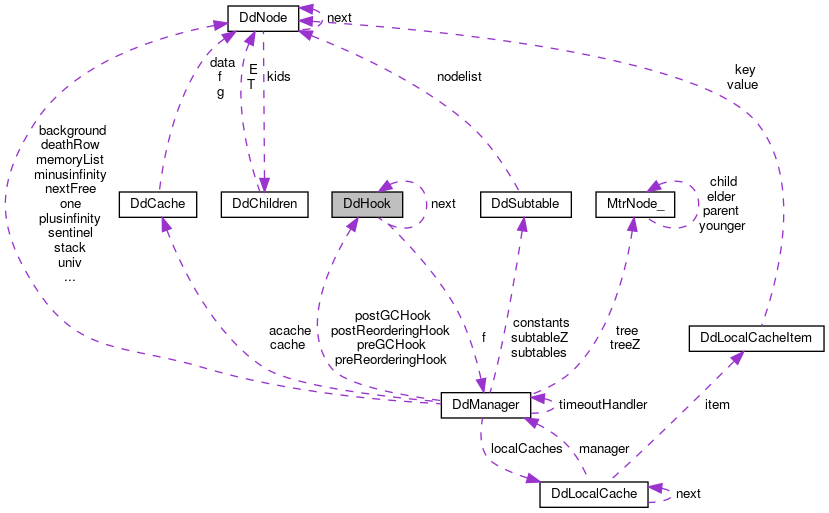 DdNode
next
data
f
g
E
T
kids
nodelist
key
value
background
deathRow
memoryList
minusinfinity
nextFree
one
plusinfinity
sentinel
stack
univ
...
DdCache
DdChildren
DdHook
next
DdSubtable
MtrNode_
child
elder
parent
younger
acache
cache
postGCHook
postReorderingHook
preGCHook
preReorderingHook
f
constants
subtableZ
subtables
tree
treeZ
DdLocalCacheItem
DdManager
timeoutHandler
item
localCaches
manager
DdLocalCache
next